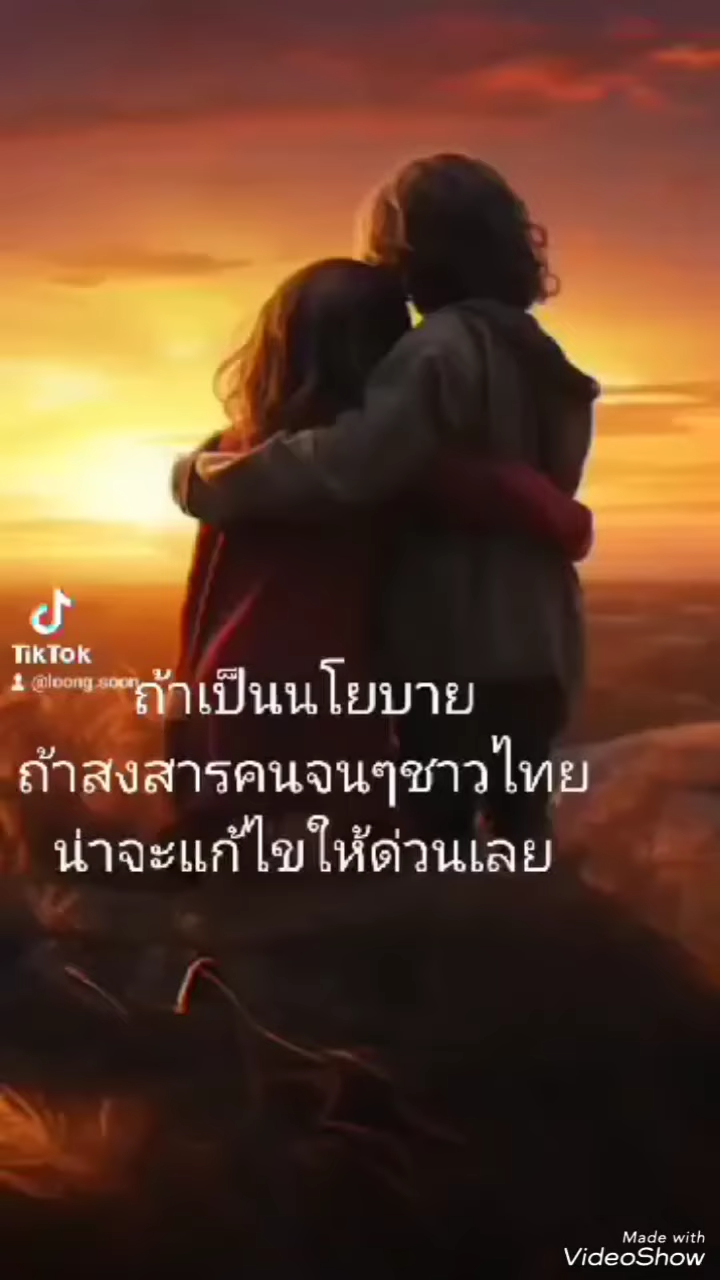 TikTok
@loong.soon
ถ้าเป็นนโยบาย
ถ้าสงสารคนจนๆชาวไทย
น่าจะแก้ไขให้ด่วนเลย
Made with
VideoShow